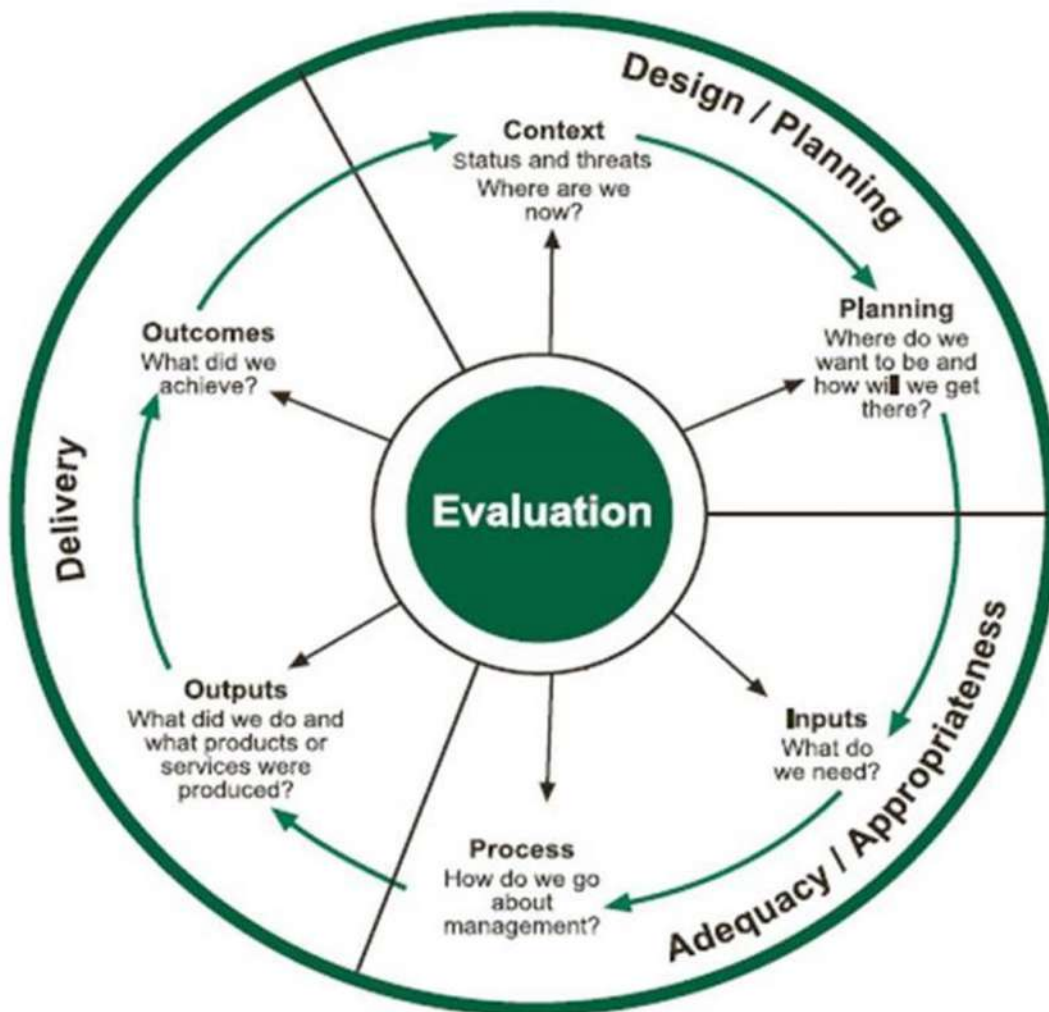 Design / Planning
Context
Status and threats
Where are we
now?
Planning
Where do we
want to be and
how will we get
there?
Outcomes
What did we
achieve?
Evaluation
Delivery
Outputs
What did we do and
what products or
services were
produced?
Inputs
What do
we need?
Process
How do we go
about
management?
Adequacy / Appropriateness